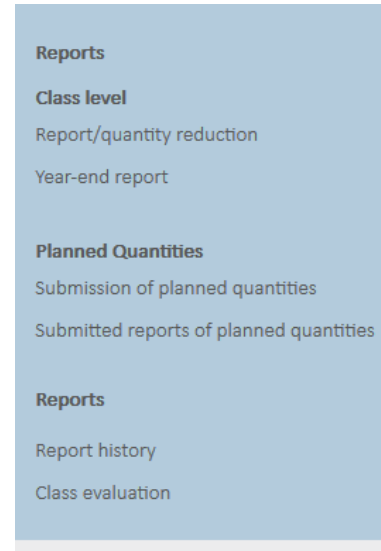 Reports
Class level
Report/quantity reduction
Year-end report
Planned Quantities
Submission of planned quantities
Submitted reports of planned quantities
Reports
Report history
Class evaluation